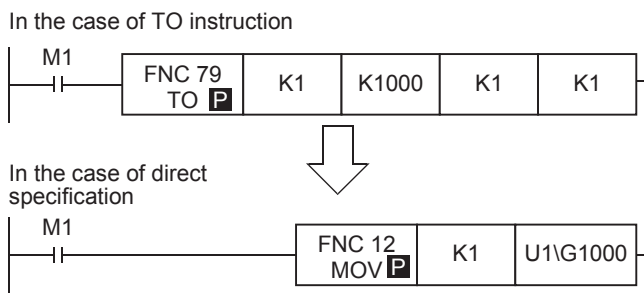 In the case of TO instruction
M1
FNC 79
TO P
K1
K1000
K1
K1
In the case of direct
specification
M1
FNC 12
MOV P
K1
U1\G1000